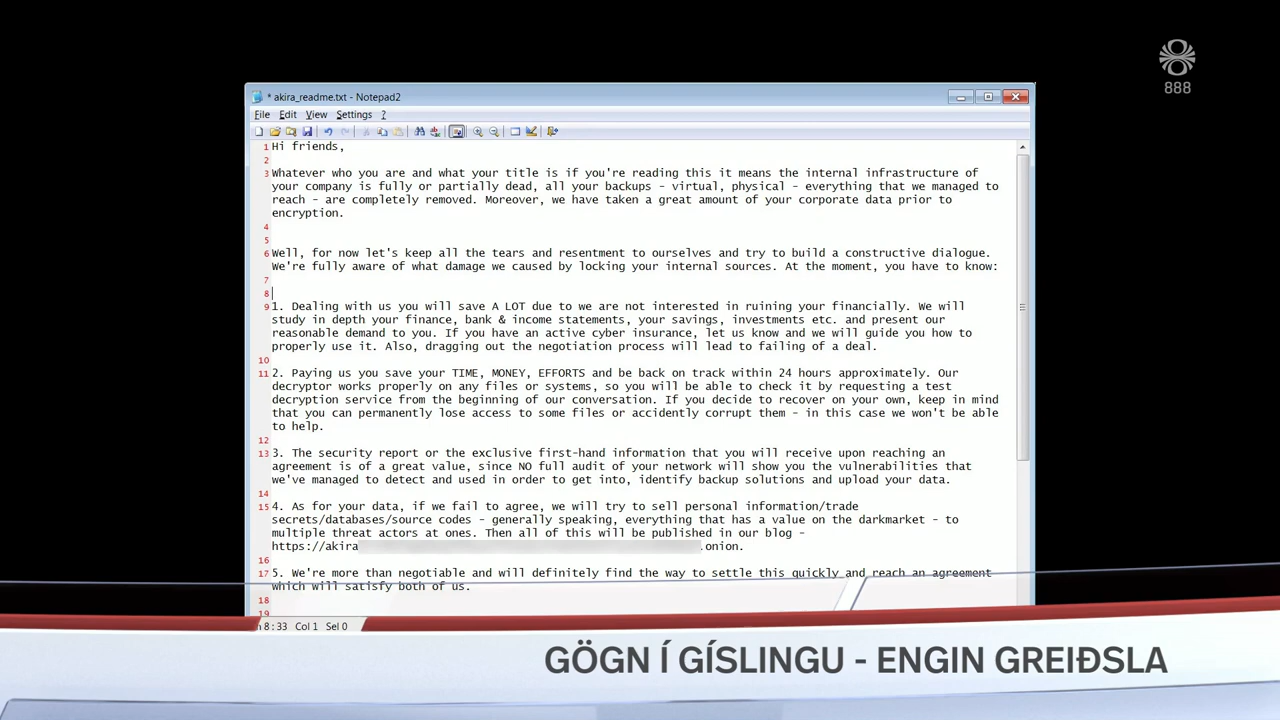 888
* akira_readme.txt - Notepad2
File Edit View Settings ?
1 Hi friends,
2
3 Whatever who you are and what your title is if you're reading this it means the internal infrastructure of
your company is fully or partially dead, all your backups - virtual, physical - everything that we managed to
reach - are completely removed. Moreover, we have taken a great amount of your corporate data prior to
encryption.
4
5
6 Well, for now let's keep all the tears and resentment to ourselves and try to build a constructive dialogue.
We're fully aware of what damage we caused by locking your internal sources. At the moment, you have to know:
7
8
9 1. Dealing with us you will save A LOT due to we are not interested in ruining your financially. We will
study in depth your finance, bank & income statements, your savings, investments etc. and present our
reasonable demand to you. If you have an active cyber insurance, let us know and we will guide you how to
properly use it. Also, dragging out the negotiation process will lead to failing of a deal.
10
11 2. Paying us you save your TIME, MONEY, EFFORTS and be back on track within 24 hours approximately. Our
decryptor works properly on any files or systems, so you will be able to check it by requesting a test
decryption service from the beginning of our conversation. If you decide to recover on your own, keep in mind
that you can permanently lose access to some files or accidently corrupt them - in this case we won't be able
to help.
12
13 3. The security report or the exclusive first-hand information that you will receive upon reaching an
agreement is of a great value, since NO full audit of your network will show you the vulnerabilities that
we've managed to detect and used in order to get into, identify backup solutions and upload your data.
14
15 4. As for your data, if we fail to agree, we will try to sell personal information/trade
secrets/databases/source codes - generally speaking, everything that has a value on the darkmarket - to
multiple threat actors at ones. Then all of this will be published in our blog -
https://akira .onion.
16
17 5. We're more than negotiable and will definitely find the way to settle this quickly and reach an agreement
which will satisfy both of us.
18
19
8:33 Col 1 Sel 0
GÖGN Í GÍSLINGU - ENGIN GREIÐSLA